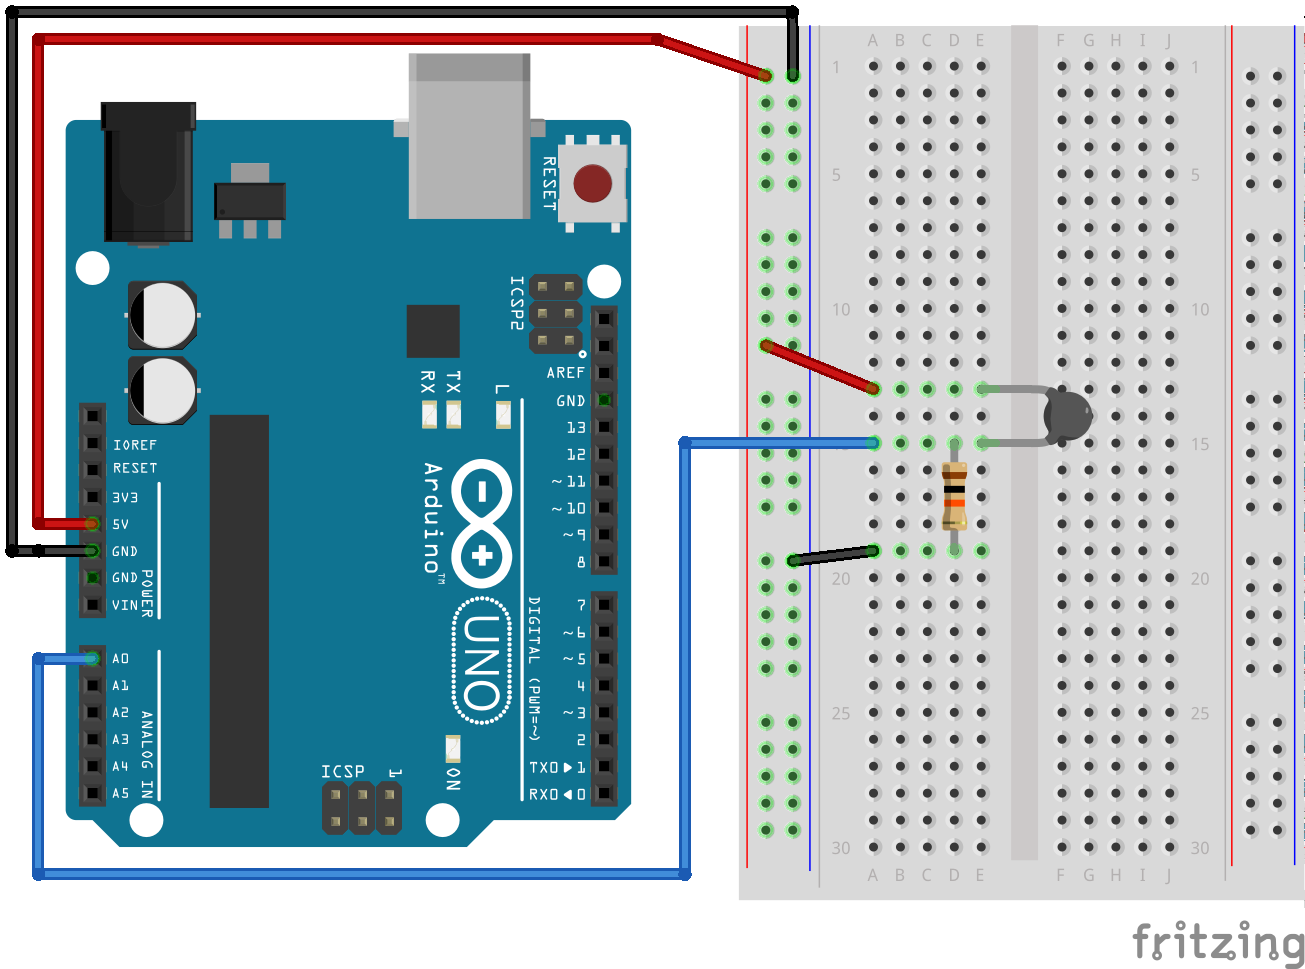 A B C D E F G H I J
1 1
5 5
10 10
15 15
20 20
25 25
30 30
A B C D E F G H I J
RESET
ICSP2
AREF
GND
13
12
~11
~10
~9
8
7
~6
~5
4
~3
2
TX0▶1
RX0◀0
DIGITAL (PWM=~)
RX
TX
L
Arduino™
UNO
IOREF
RESET
3V3
5V
GND
GND
VIN
POWER
A0
A1
A2
A3
A4
A5
ANALOG IN
ICSP
1
ON
fritzing